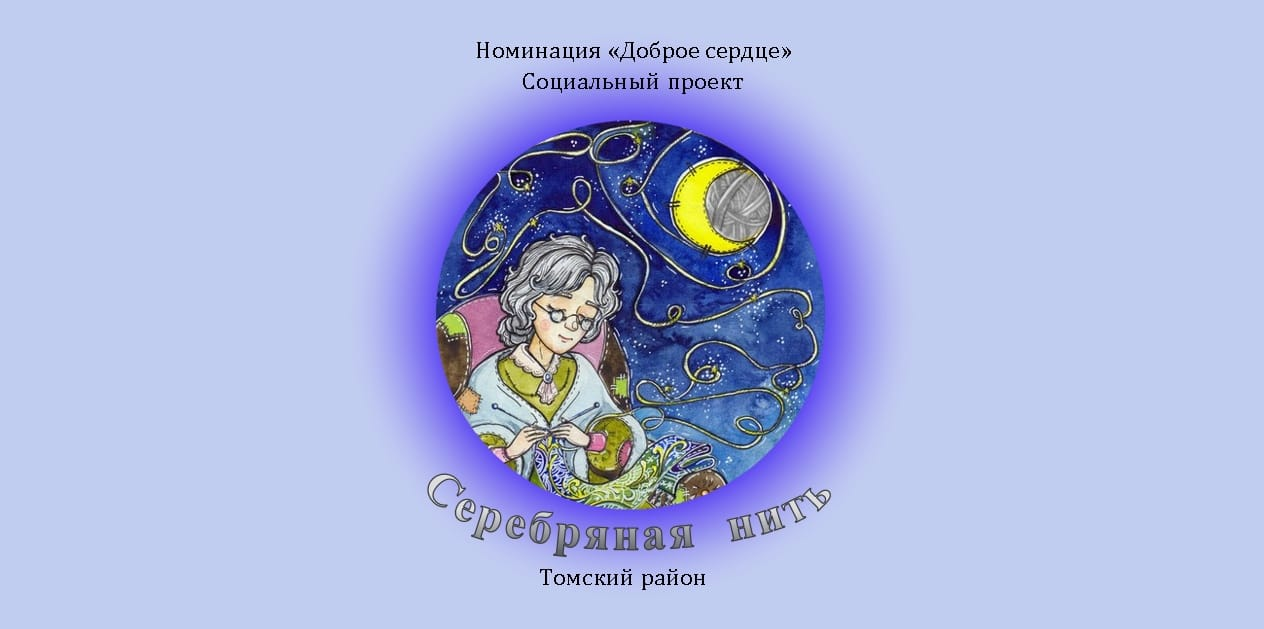 Номинация «Доброе сердце»
Социальный проект
Серебряная нить
Томский район